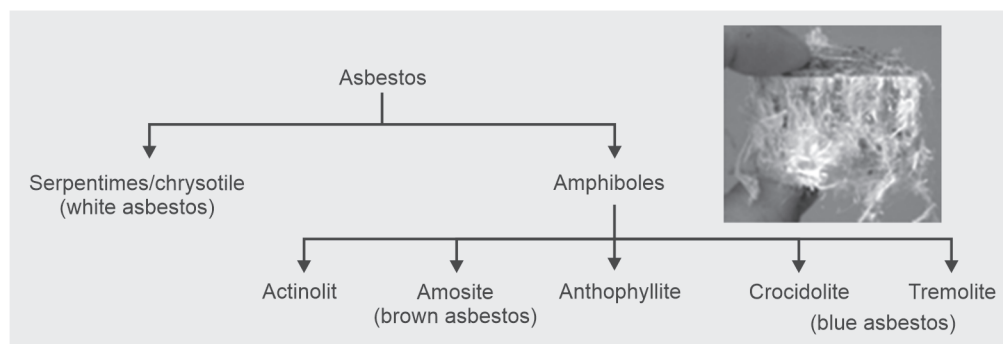 Asbestos
Serpentimes/chrysotile
(white asbestos)
Amphiboles
Actinolit
Amosite
(brown asbestos)
Anthophyllite
Crocidolite
Tremolite
(blue asbestos)